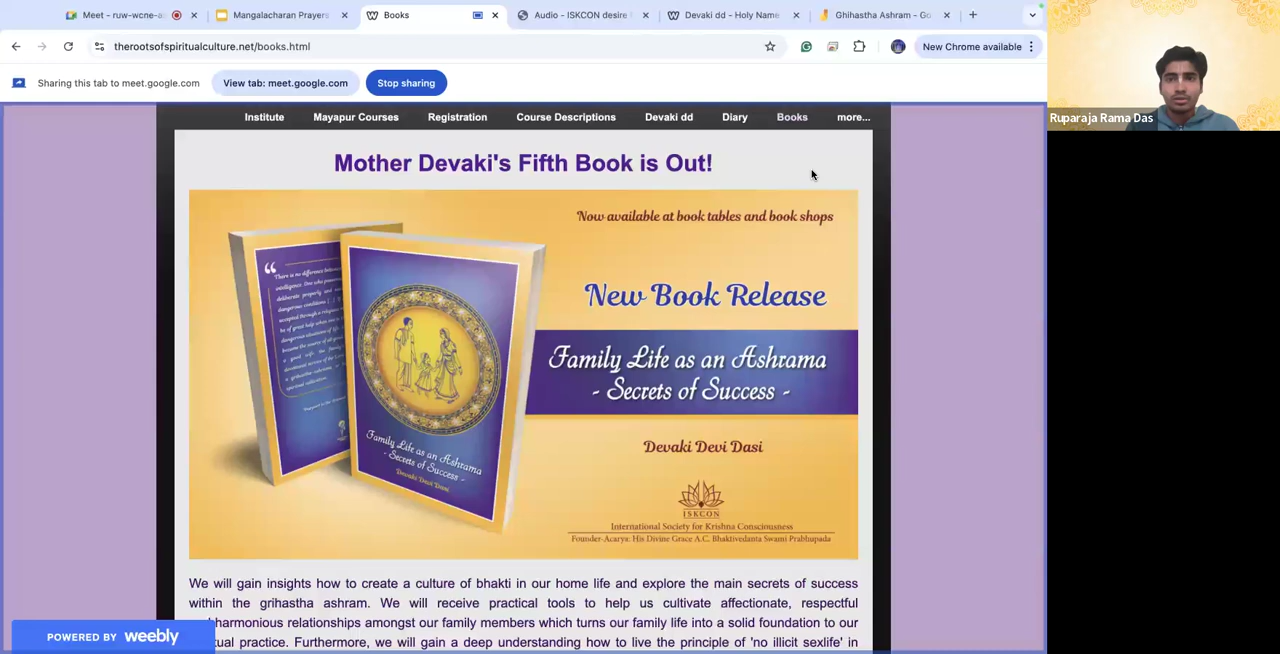 Meet - ruw-wcne-a
Mangalacharan Prayers
Books
Audio - ISKCON desire
Devaki dd - Holy Name
Ghihastha Ashram - Go
therootsofspiritualculture.net/books.html
New Chrome available
Sharing this tab to meet.google.com
View tab: meet.google.com
Stop sharing
Ruparaja Rama Das
Institute
Mayapur Courses
Registration
Course Descriptions
Devaki dd
Diary
Books
more...
Mother Devaki's Fifth Book is Out!
Now available at book tables and book shops
New Book Release
Family Life as an Ashrama
- Secrets of Success -
Devaki Devi Dasi
ISKCON
International Society for Krishna Consciousness
Founder-Acarya: His Divine Grace A.C. Bhaktivedanta Swami Prabhupada
There is no difference between
Family Life as an Ashrama
- Secrets of Success -
Devaki Devi Dasi
We will gain insights how to create a culture of bhakti in our home life and explore the main secrets of success
within the grihastha ashram. We will receive practical tools to help us cultivate affectionate, respectful
harmonious relationships amongst our family members which turns our family life into a solid foundation to our
practice. Furthermore, we will gain a deep understanding how to live the principle of 'no illicit sexlife' in
POWERED BY weebly